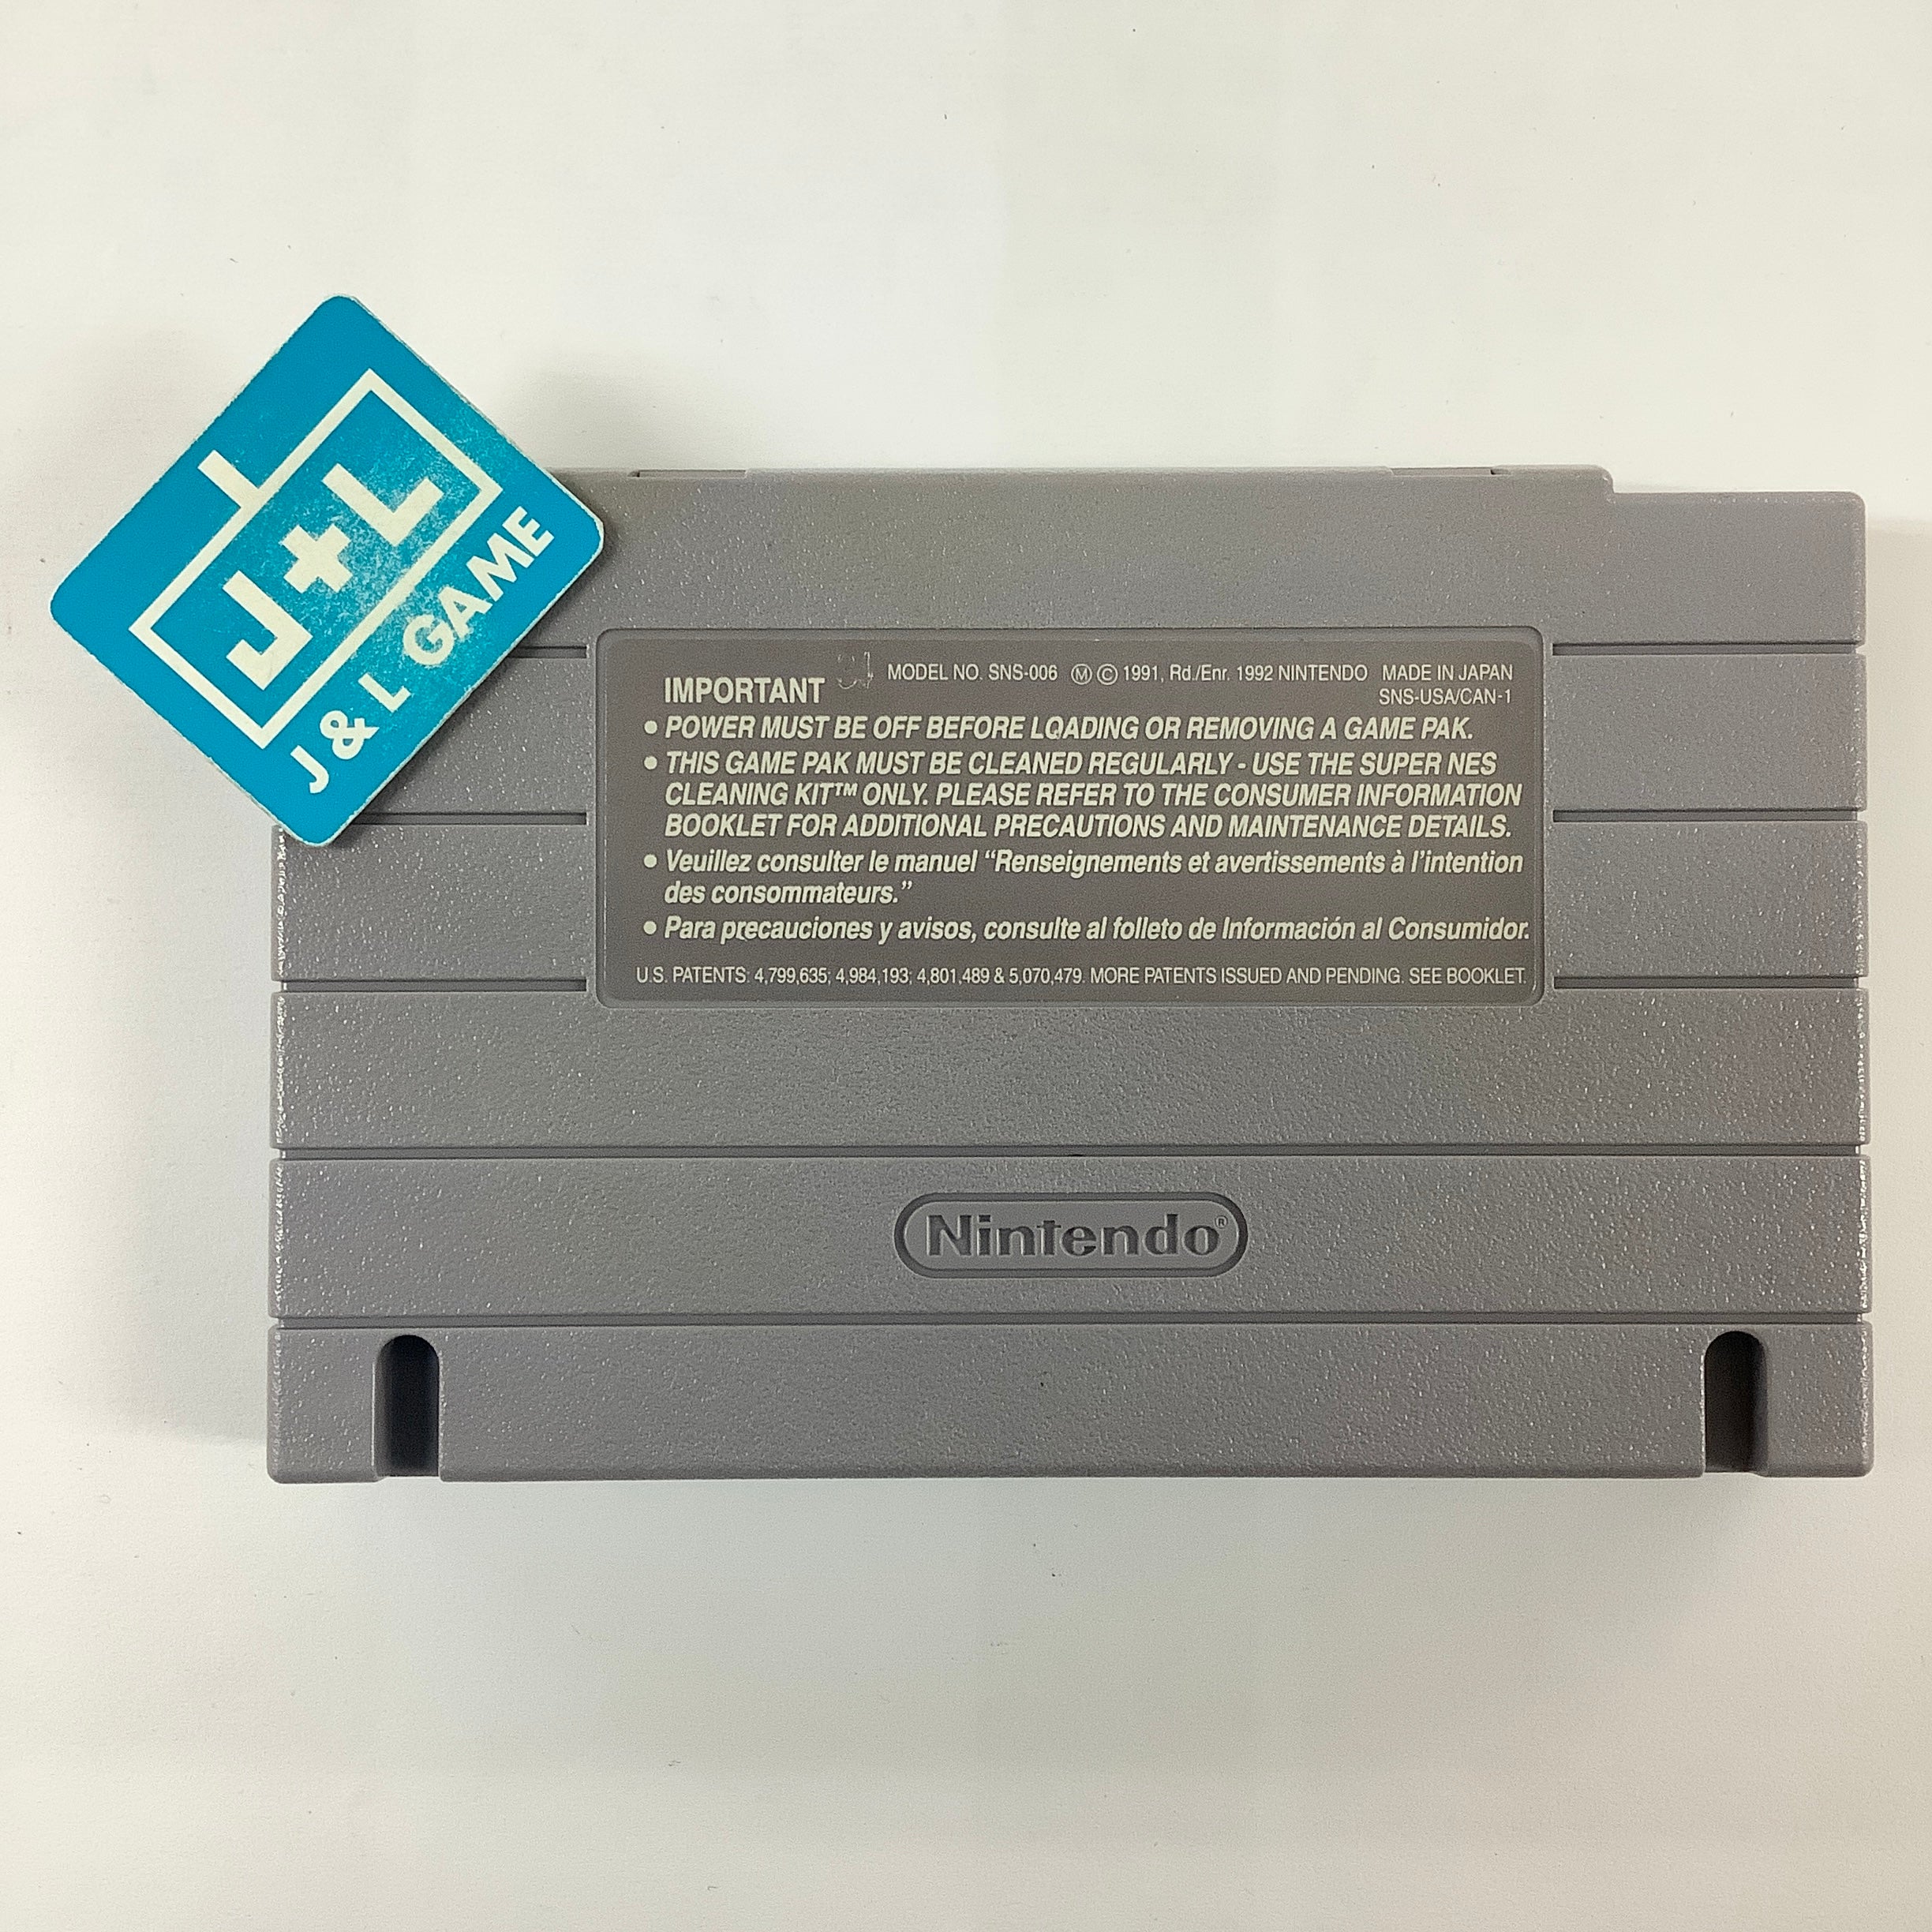 J+L
J & L GAME
IMPORTANT
MODEL NO. SNS-006 Ⓜ © 1991, Rd./Enr. 1992 NINTENDO MADE IN JAPAN
SNS-USA/CAN-1
• POWER MUST BE OFF BEFORE LOADING OR REMOVING A GAME PAK.
• THIS GAME PAK MUST BE CLEANED REGULARLY - USE THE SUPER NES
CLEANING KIT™ ONLY. PLEASE REFER TO THE CONSUMER INFORMATION
BOOKLET FOR ADDITIONAL PRECAUTIONS AND MAINTENANCE DETAILS.
• Veuillez consulter le manuel “Renseignements et avertissements à l’intention
des consommateurs.”
• Para precauciones y avisos, consulte al folleto de Información al Consumidor.
U.S. PATENTS: 4,799,635; 4,984,193; 4,801,489 & 5,070,479. MORE PATENTS ISSUED AND PENDING. SEE BOOKLET.
Nintendo®